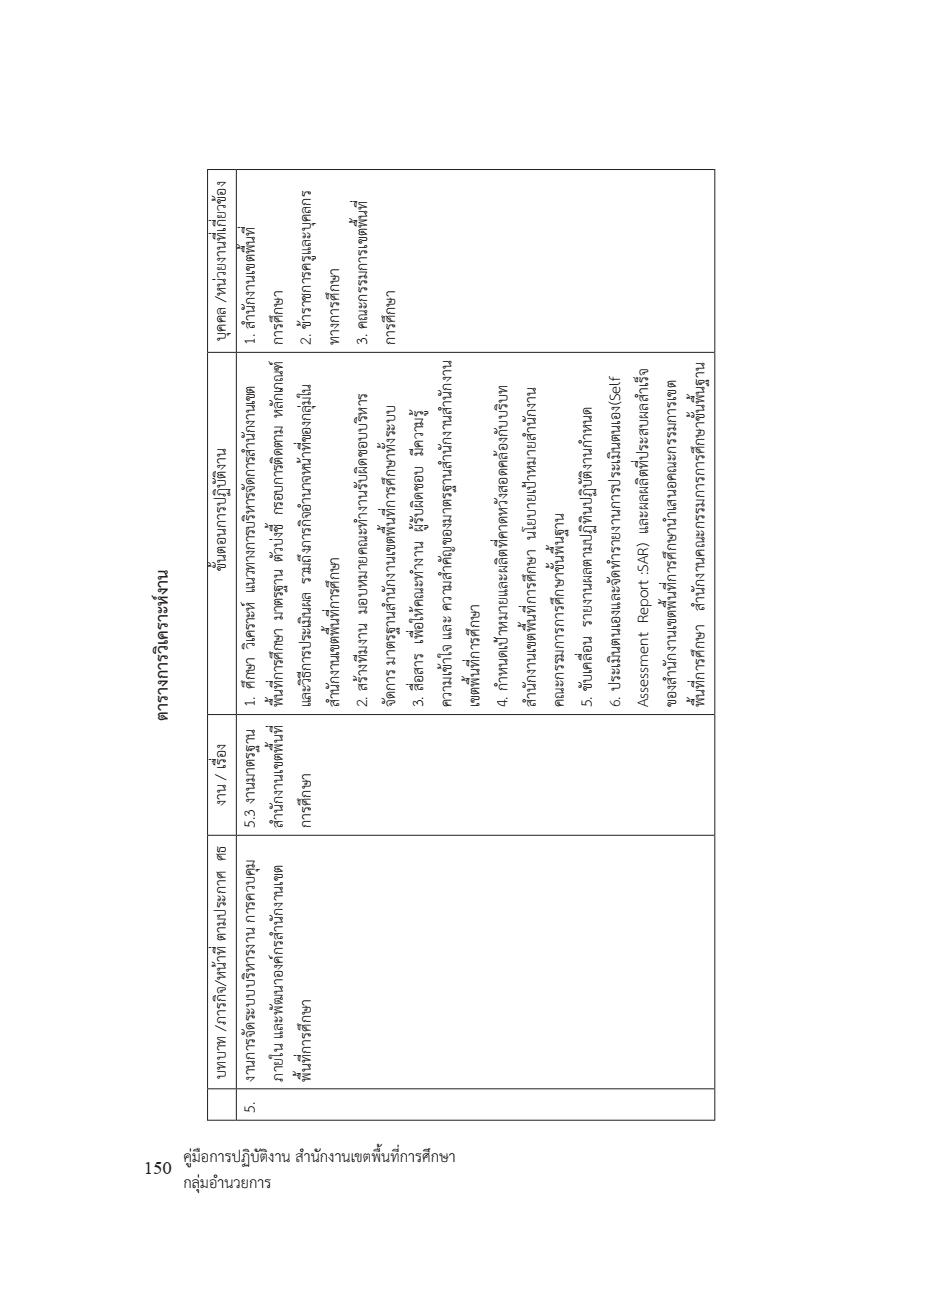 ตารางการวิเคราะห์งาน
บทบาท /ภารกิจ/หน้าที่ ตามประกาศ ศธ
งาน / เรื่อง
ขั้นตอนการปฏิบัติงาน
บุคคล /หน่วยงานที่เกี่ยวข้อง
5.
งานการจัดระบบบริหารงาน การควบคุม
ภายใน และพัฒนาองค์กรสำนักงานเขต
พื้นที่การศึกษา
5.3 งานมาตรฐาน
สำนักงานเขตพื้นที่
การศึกษา
1. ศึกษา วิเคราะห์ แนวทางการบริหารจัดการสำนักงานเขต
พื้นที่การศึกษา มาตรฐาน ตัวบ่งชี้ กรอบการติดตาม หลักเกณฑ์
และวิธีการประเมินผล รวมถึงภารกิจอำนาจหน้าที่ของกลุ่มใน
สำนักงานเขตพื้นที่การศึกษา
2. สร้างทีมงาน มอบหมายคณะทำงานรับผิดชอบบริหาร
จัดการ มาตรฐานสำนักงานเขตพื้นที่การศึกษาทั้งระบบ
3. สื่อสาร เพื่อให้คณะทำงาน ผู้รับผิดชอบ มีความรู้
ความเข้าใจ และ ความสำคัญของมาตรฐานสำนักงานสำนักงาน
เขตพื้นที่การศึกษา
4. กำหนดเป้าหมายและผลิตที่คาดหวังสอดคล้องกับบริบท
สำนักงานเขตพื้นที่การศึกษา นโยบายเป้าหมายสำนักงาน
คณะกรรมการการศึกษาขั้นพื้นฐาน
5. ขับเคลื่อน รายงานผลตามปฏิทินปฏิบัติงานกำหนด
6. ประเมินตนเองและจัดทำรายงานการประเมินตนเอง(Self
Assessment Report :SAR) และผลผลิตที่ประสบผลสำเร็จ
ของสำนักงานเขตพื้นที่การศึกษานำเสนอคณะกรรมการเขต
พื้นที่การศึกษา สำนักงานคณะกรรมการการศึกษาขั้นพื้นฐาน
1. สำนักงานเขตพื้นที่
การศึกษา
2. ข้าราชการครูและบุคลกร
ทางการศึกษา
3. คณะกรรมการเขตพื้นที่
การศึกษา
150 คู่มือการปฏิบัติงาน สำนักงานเขตพื้นที่การศึกษา
กลุ่มอำนวยการ